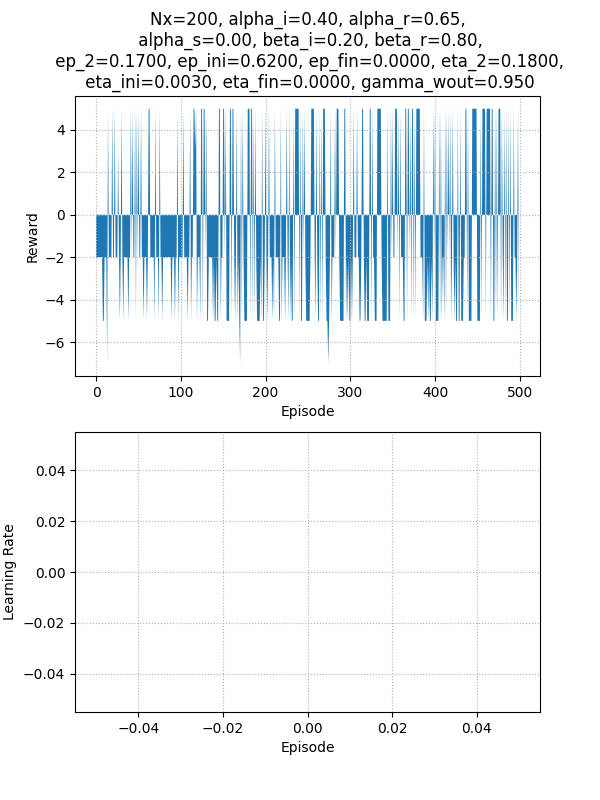 Nx=200, alpha_i=0.40, alpha_r=0.65,
alpha_s=0.00, beta_i=0.20, beta_r=0.80,
ep_2=0.1700, ep_ini=0.6200, ep_fin=0.0000, eta_2=0.1800,
eta_ini=0.0030, eta_fin=0.0000, gamma_wout=0.950
4
2
0
−2
−4
−6
Reward
0 100 200 300 400 500
Episode
0.04
0.02
0.00
−0.02
−0.04
Learning Rate
−0.04 −0.02 0.00 0.02 0.04
Episode